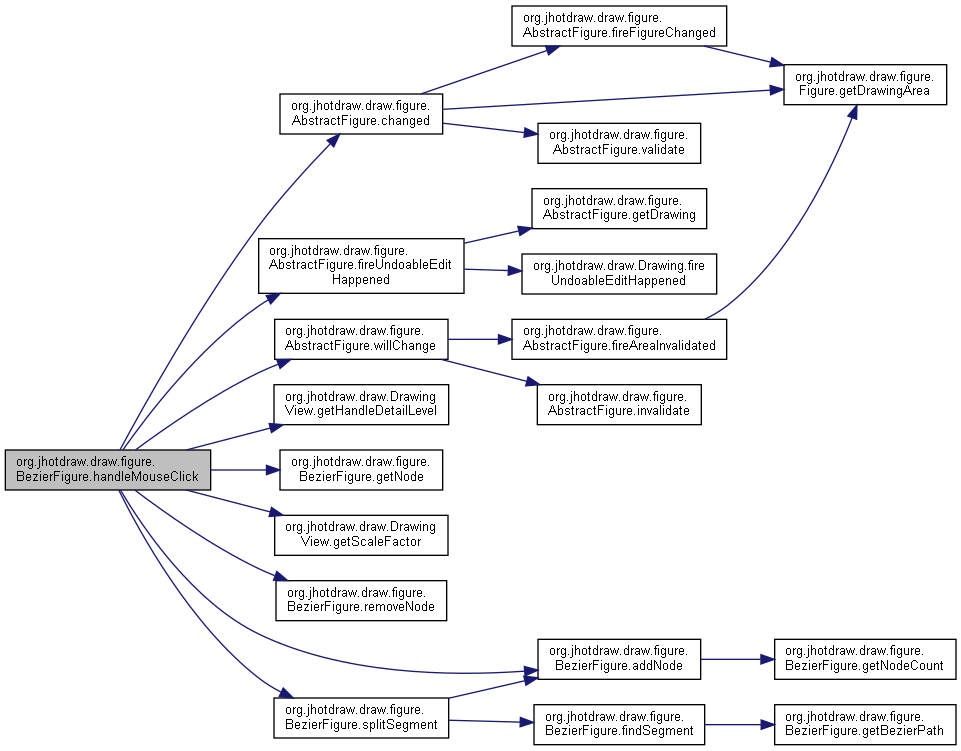 org.jhotdraw.draw.figure.
AbstractFigure.fireFigureChanged
org.jhotdraw.draw.figure.
Figure.getDrawingArea
org.jhotdraw.draw.figure.
AbstractFigure.changed
org.jhotdraw.draw.figure.
AbstractFigure.validate
org.jhotdraw.draw.figure.
AbstractFigure.getDrawing
org.jhotdraw.draw.figure.
AbstractFigure.fireUndoableEdit
Happened
org.jhotdraw.draw.Drawing.fire
UndoableEditHappened
org.jhotdraw.draw.figure.
AbstractFigure.willChange
org.jhotdraw.draw.figure.
AbstractFigure.fireAreaInvalidated
org.jhotdraw.draw.Drawing
View.getHandleDetailLevel
org.jhotdraw.draw.figure.
AbstractFigure.invalidate
org.jhotdraw.draw.figure.
BezierFigure.handleMouseClick
org.jhotdraw.draw.figure.
BezierFigure.getNode
org.jhotdraw.draw.Drawing
View.getScaleFactor
org.jhotdraw.draw.figure.
BezierFigure.removeNode
org.jhotdraw.draw.figure.
BezierFigure.addNode
org.jhotdraw.draw.figure.
BezierFigure.getNodeCount
org.jhotdraw.draw.figure.
BezierFigure.splitSegment
org.jhotdraw.draw.figure.
BezierFigure.findSegment
org.jhotdraw.draw.figure.
BezierFigure.getBezierPath